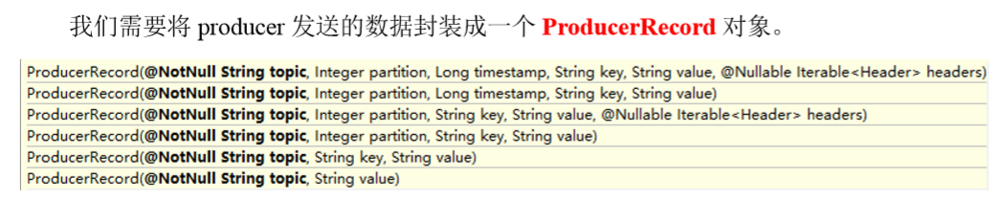 我们需要将 producer 发送的数据封装成一个 ProducerRecord 对象。
ProducerRecord(@NotNull String topic, Integer partition, Long timestamp, String key, String value, @Nullable Iterable<Header> headers)
ProducerRecord(@NotNull String topic, Integer partition, Long timestamp, String key, String value)
ProducerRecord(@NotNull String topic, Integer partition, String key, String value, @Nullable Iterable<Header> headers)
ProducerRecord(@NotNull String topic, Integer partition, String key, String value)
ProducerRecord(@NotNull String topic, String key, String value)
ProducerRecord(@NotNull String topic, String value)